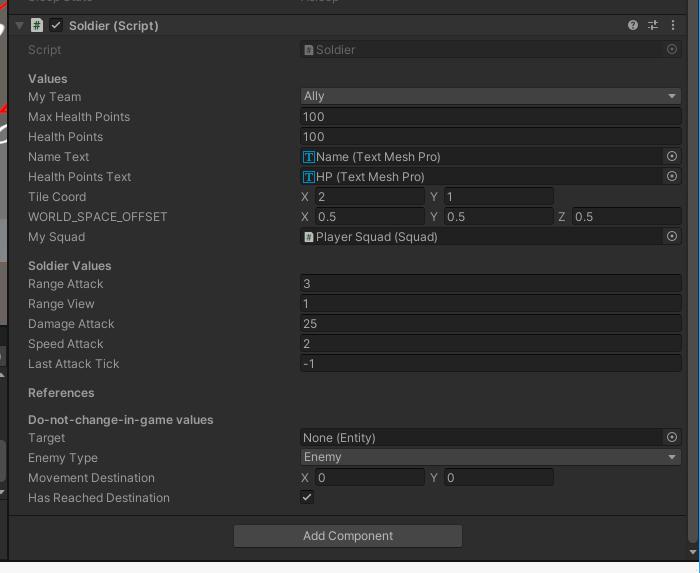 Soldier (Script)
Script
Soldier
Values
My Team Ally
Max Health Points 100
Health Points 100
Name Text Name (Text Mesh Pro)
Health Points Text HP (Text Mesh Pro)
Tile Coord X 2 Y 1
WORLD_SPACE_OFFSET X 0.5 Y 0.5 Z 0.5
My Squad Player Squad (Squad)
Soldier Values
Range Attack 3
Range View 1
Damage Attack 25
Speed Attack 2
Last Attack Tick -1
References
Do-not-change-in-game values
Target None (Entity)
Enemy Type Enemy
Movement Destination X 0 Y 0
Has Reached Destination
Add Component